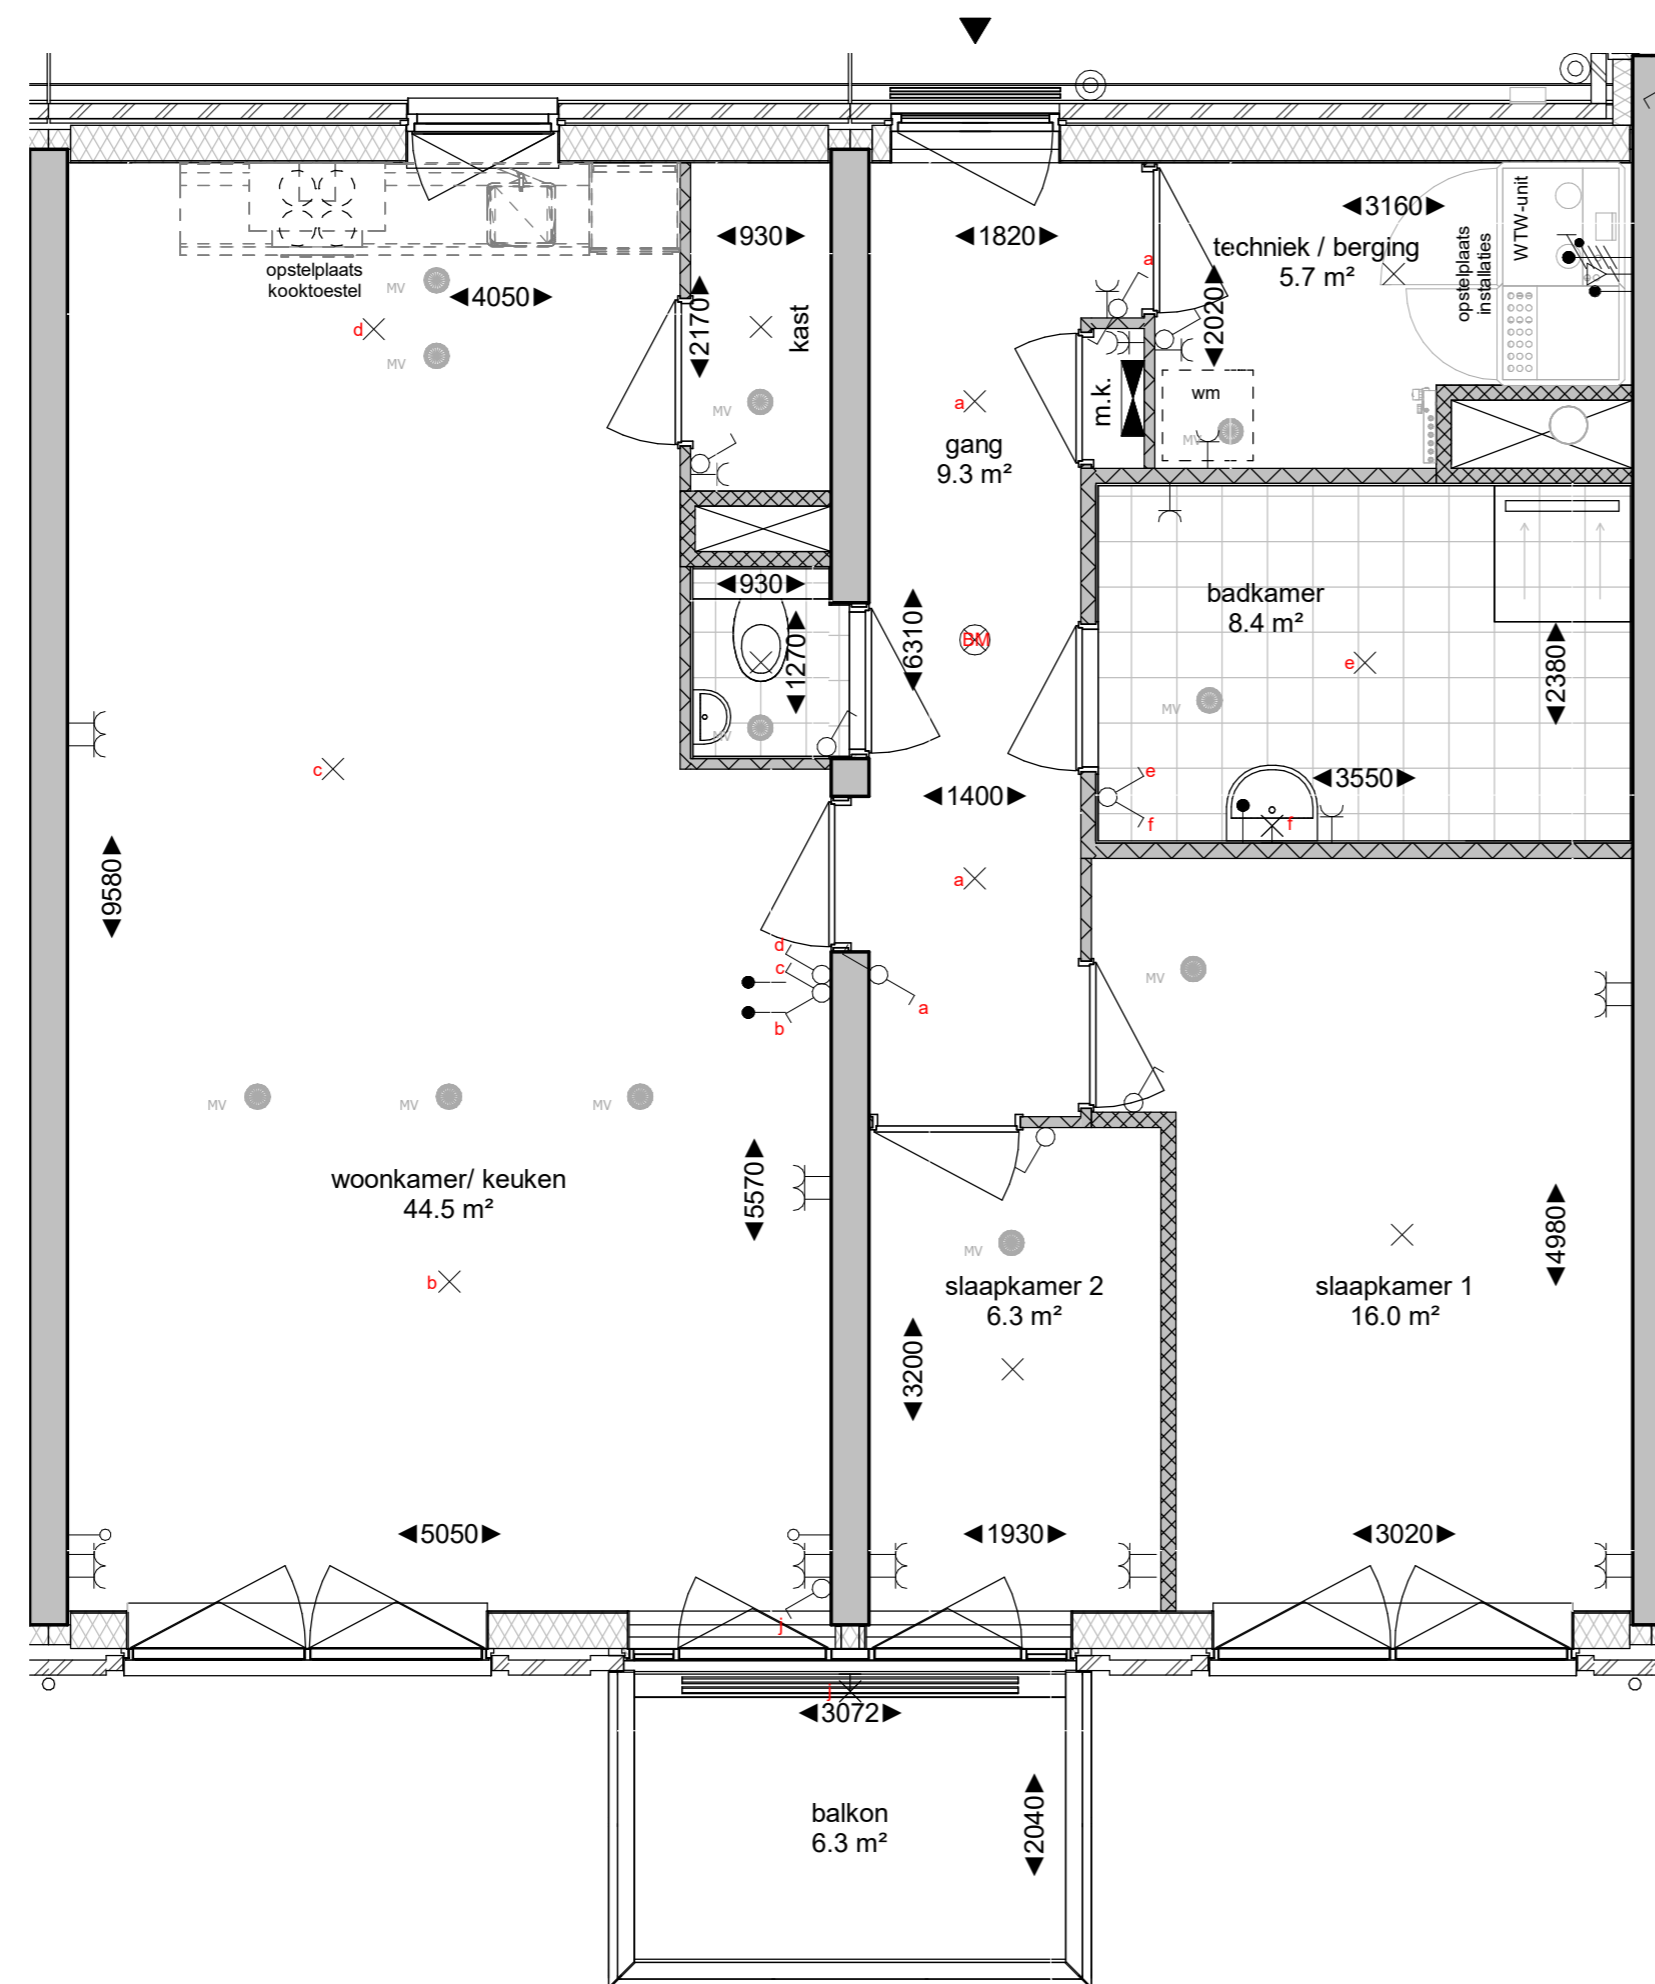 ◄3160►
WTW-unit
◄930►
◄1820►
techniek / berging
5.7 m²
opstelplaats
installaties
a
opstelplaats
kooktoestel
MV
◄4050►
◄2170►
kast
◄2020►
d
MV
MV
a
m.k.
wm
MV
gang
9.3 m²
◄930►
badkamer
8.4 m²
◄1270►
◄6310►
BM
e
◄2380►
MV
MV
c
e
◄3550►
f
f
◄1400►
◄9580►
a
d
c
b
a
MV
MV
MV
MV
woonkamer/ keuken
44.5 m²
◄5570►
◄4980►
MV
b
slaapkamer 2
6.3 m²
slaapkamer 1
16.0 m²
◄3200►
◄5050►
◄1930►
◄3020►
j
j
◄3072►
balkon
6.3 m²
◄2040►